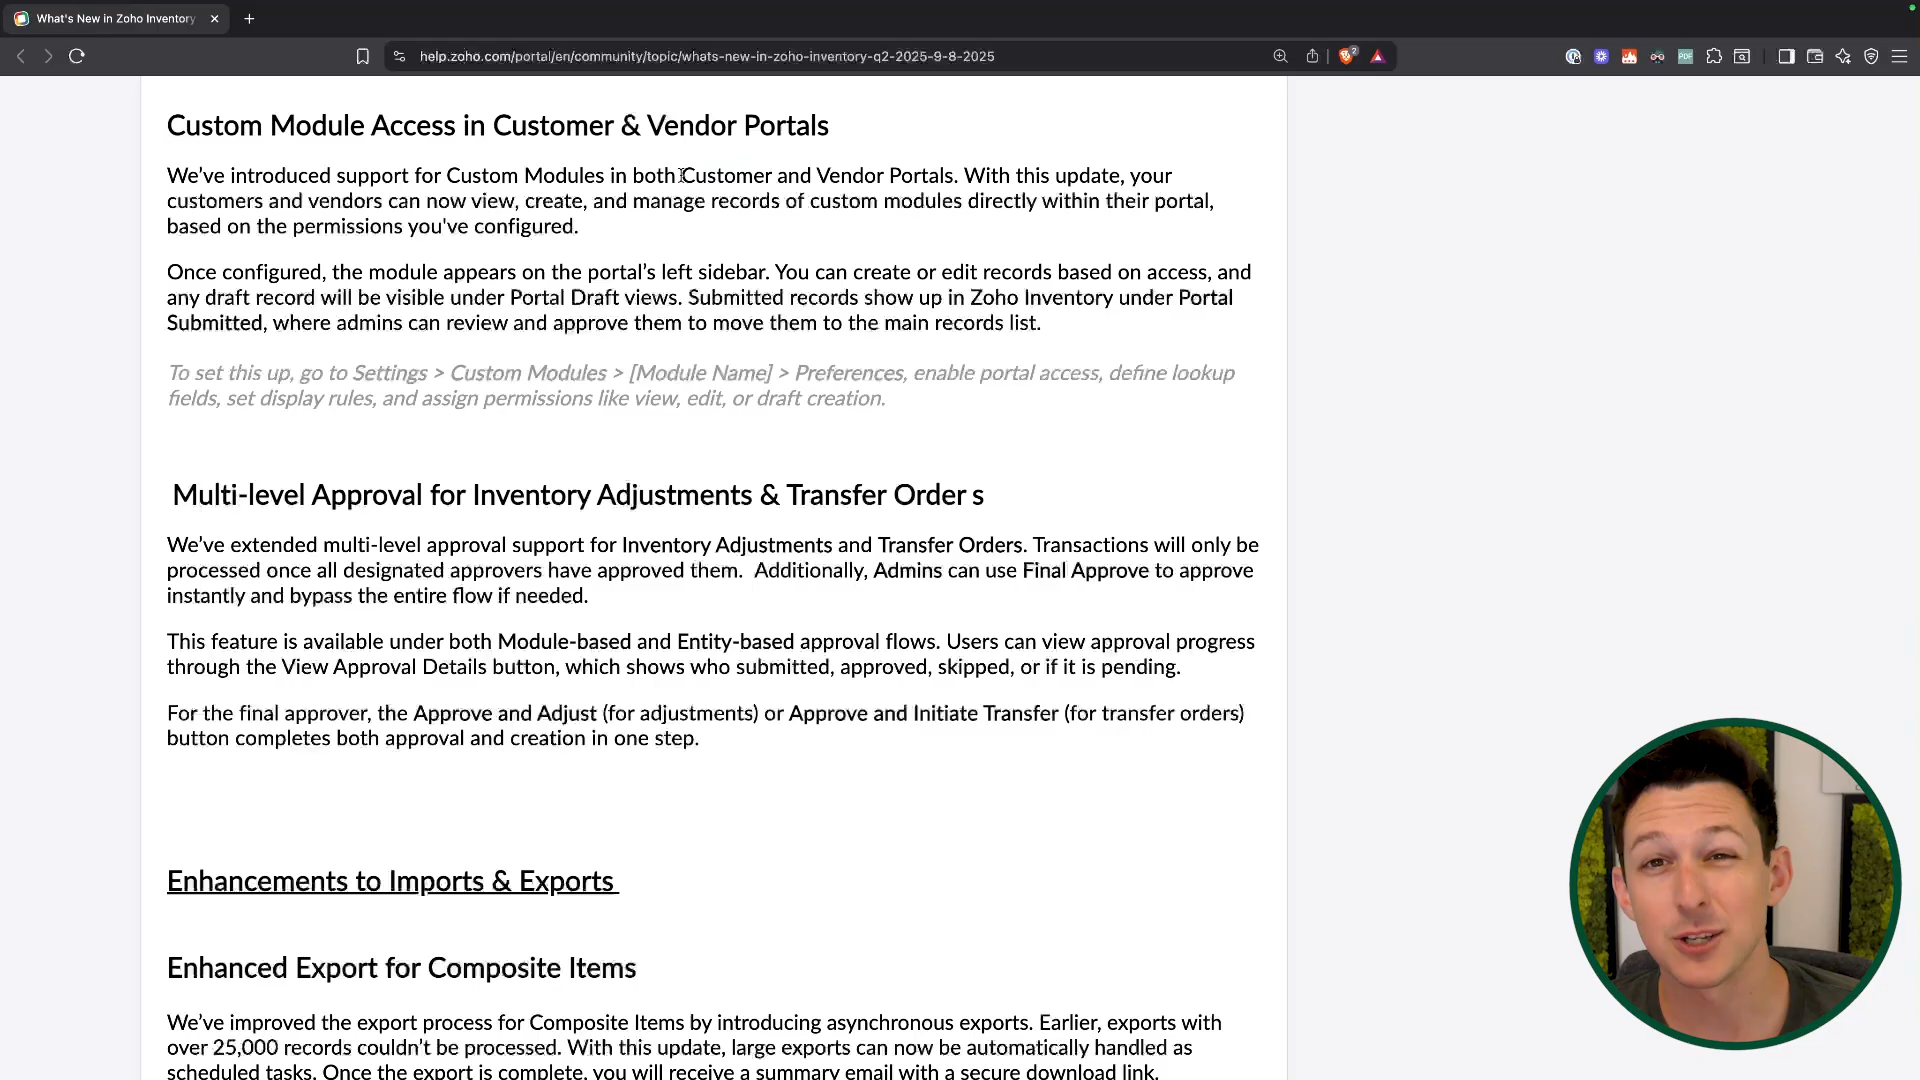 What's New in Zoho Inventory
help.zoho.com/portal/en/community/topic/whats-new-in-zoho-inventory-q2-2025-9-8-2025
2
PDF
Custom Module Access in Customer & Vendor Portals
We've introduced support for Custom Modules in both Customer and Vendor Portals. With this update, your
customers and vendors can now view, create, and manage records of custom modules directly within their portal,
based on the permissions you've configured.
Once configured, the module appears on the portal's left sidebar. You can create or edit records based on access, and
any draft record will be visible under Portal Draft views. Submitted records show up in Zoho Inventory under Portal
Submitted, where admins can review and approve them to move them to the main records list.
To set this up, go to Settings > Custom Modules > [Module Name] > Preferences, enable portal access, define lookup
fields, set display rules, and assign permissions like view, edit, or draft creation.
Multi-level Approval for Inventory Adjustments & Transfer Order s
We've extended multi-level approval support for Inventory Adjustments and Transfer Orders. Transactions will only be
processed once all designated approvers have approved them.  Additionally, Admins can use Final Approve to approve
instantly and bypass the entire flow if needed.
This feature is available under both Module-based and Entity-based approval flows. Users can view approval progress
through the View Approval Details button, which shows who submitted, approved, skipped, or if it is pending.
For the final approver, the Approve and Adjust (for adjustments) or Approve and Initiate Transfer (for transfer orders)
button completes both approval and creation in one step.
Enhancements to Imports & Exports
Enhanced Export for Composite Items
We've improved the export process for Composite Items by introducing asynchronous exports. Earlier, exports with
over 25,000 records couldn't be processed. With this update, large exports can now be automatically handled as
scheduled tasks. Once the export is complete, you will receive a summary email with a secure download link.